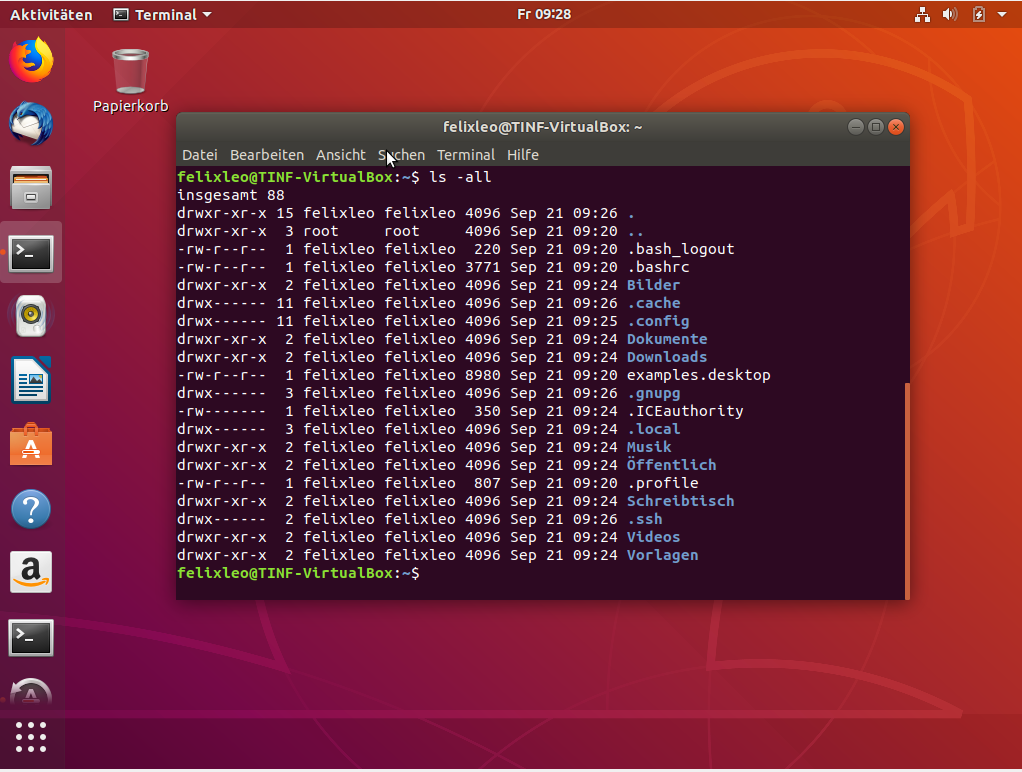 Aktivitäten Terminal Fr 09:28
Papierkorb
felixleo@TINF-VirtualBox: ~
Datei Bearbeiten Ansicht Suchen Terminal Hilfe
felixleo@TINF-VirtualBox:~$ ls -all
insgesamt 88
drwxr-xr-x 15 felixleo felixleo 4096 Sep 21 09:26 .
drwxr-xr-x  3 root     root     4096 Sep 21 09:20 ..
-rw-r--r--  1 felixleo felixleo  220 Sep 21 09:20 .bash_logout
-rw-r--r--  1 felixleo felixleo 3771 Sep 21 09:20 .bashrc
drwxr-xr-x  2 felixleo felixleo 4096 Sep 21 09:24 Bilder
drwx------ 11 felixleo felixleo 4096 Sep 21 09:26 .cache
drwx------ 11 felixleo felixleo 4096 Sep 21 09:25 .config
drwxr-xr-x  2 felixleo felixleo 4096 Sep 21 09:24 Dokumente
drwxr-xr-x  2 felixleo felixleo 4096 Sep 21 09:24 Downloads
-rw-r--r--  1 felixleo felixleo 8980 Sep 21 09:20 examples.desktop
drwx------  3 felixleo felixleo 4096 Sep 21 09:26 .gnupg
-rw-------  1 felixleo felixleo  350 Sep 21 09:24 .ICEauthority
drwx------  3 felixleo felixleo 4096 Sep 21 09:24 .local
drwxr-xr-x  2 felixleo felixleo 4096 Sep 21 09:24 Musik
drwxr-xr-x  2 felixleo felixleo 4096 Sep 21 09:24 Öffentlich
-rw-r--r--  1 felixleo felixleo  807 Sep 21 09:20 .profile
drwxr-xr-x  2 felixleo felixleo 4096 Sep 21 09:24 Schreibtisch
drwx------  2 felixleo felixleo 4096 Sep 21 09:26 .ssh
drwxr-xr-x  2 felixleo felixleo 4096 Sep 21 09:24 Videos
drwxr-xr-x  2 felixleo felixleo 4096 Sep 21 09:24 Vorlagen
felixleo@TINF-VirtualBox:~$